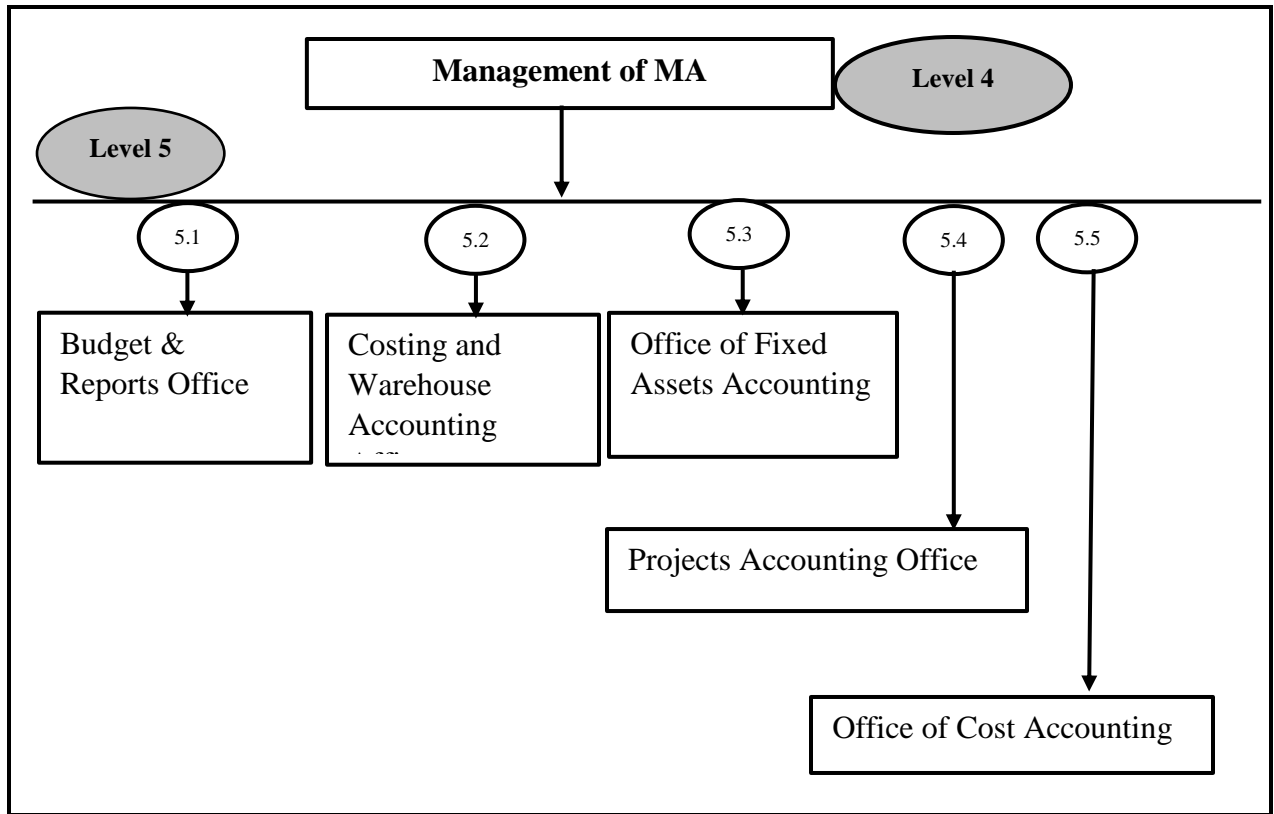 Management of MA
Level 4
Level 5
5.1
5.2
5.3
5.4
5.5
Budget &
Reports Office
Costing and
Warehouse
Accounting
Office of Fixed
Assets Accounting
Projects Accounting Office
Office of Cost Accounting